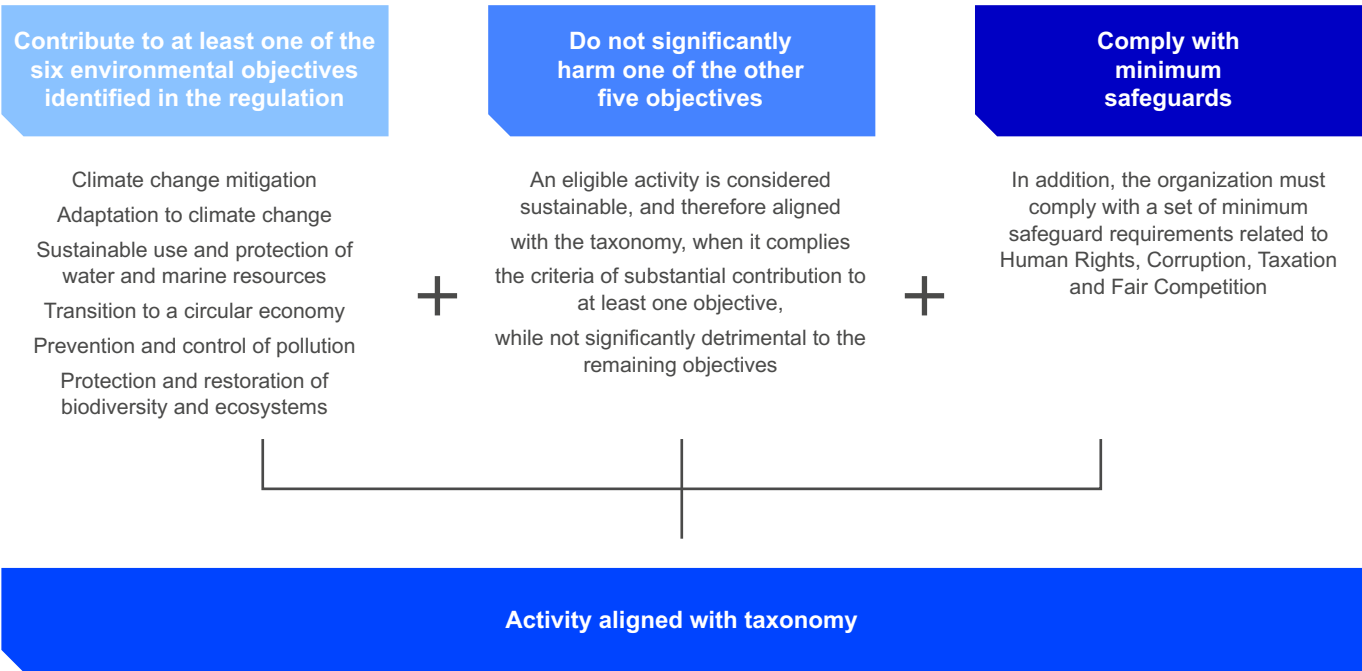 Contribute to at least one of the
six environmental objectives
identified in the regulation
Climate change mitigation
Adaptation to climate change
Sustainable use and protection of
water and marine resources
Transition to a circular economy
Prevention and control of pollution
Protection and restoration of
biodiversity and ecosystems
+
Do not significantly
harm one of the other
five objectives
An eligible activity is considered
sustainable, and therefore aligned
with the taxonomy, when it complies
the criteria of substantial contribution to
at least one objective,
while not significantly detrimental to the
remaining objectives
+
Comply with
minimum
safeguards
In addition, the organization must
comply with a set of minimum
safeguard requirements related to
Human Rights, Corruption, Taxation
and Fair Competition
Activity aligned with taxonomy